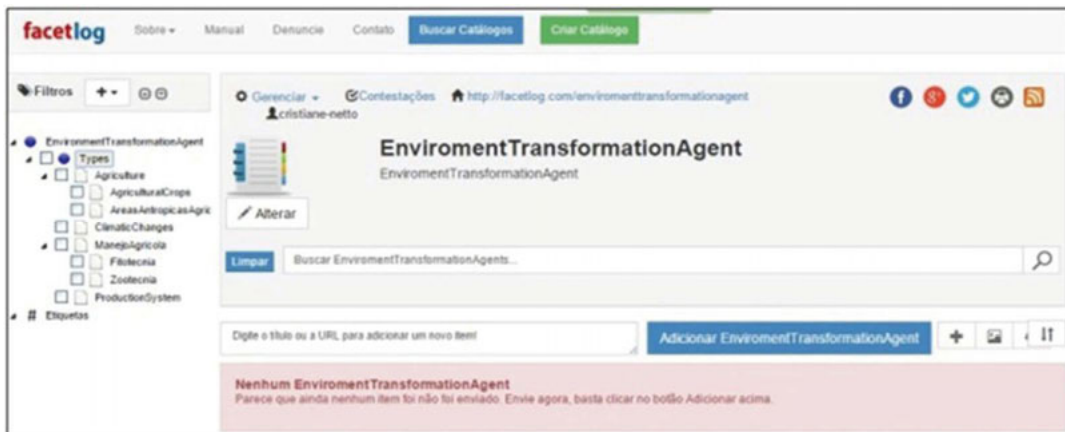 facetlog Sobre Manual Denuncie Contato Buscar Catálogos Criar Catálogo
Filtros
EnvironmentTransformationAgent
Types
Agriculture
AgriculturalCrops
AreasAntropicasAgric
ClimaticChanges
ManejoAgricola
Fitotecnia
Zootecnia
ProductionSystem
# Etiquetas
Gerenciar Contestações http://facetlog.com/enviromenttransformationagent
cristiane-netto
EnviromentTransformationAgent
EnviromentTransformationAgent
Alterar
Limpar Buscar EnviromentTransformationAgents...
Digite o título ou a URL para adicionar um novo item! Adicionar EnviromentTransformationAgent
Nenhum EnviromentTransformationAgent
Parece que ainda nenhum item foi não foi enviado. Envie agora, basta clicar no botão Adicionar acima.